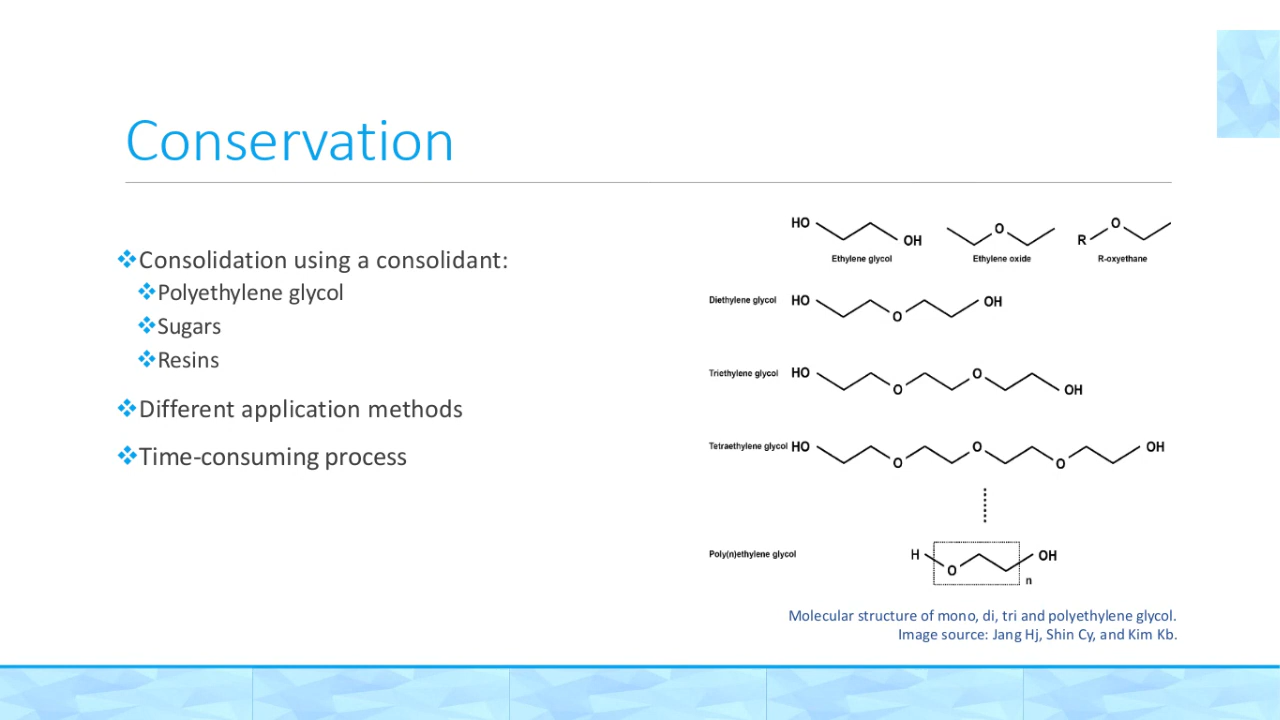 Conservation
❖Consolidation using a consolidant:
❖Polyethylene glycol
❖Sugars
❖Resins
❖Different application methods
❖Time-consuming process
HO OH O R O
Ethylene glycol Ethylene oxide R-oxyethane
Diethylene glycol HO O OH
Triethylene glycol HO O O OH
Tetraethylene glycol HO O O O OH
Poly(n)ethylene glycol H O OH n
Molecular structure of mono, di, tri and polyethylene glycol.
Image source: Jang Hj, Shin Cy, and Kim Kb.